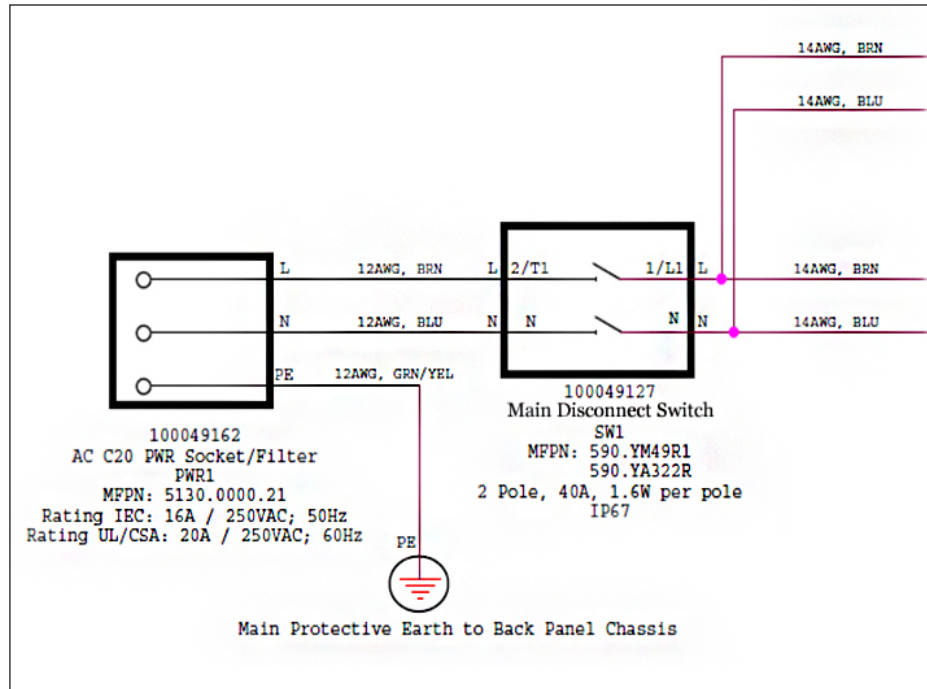 14AWG, BRN
14AWG, BLU
L 12AWG, BRN L 2/T1 1/L1 L 14AWG, BRN
N 12AWG, BLU N N N N 14AWG, BLU
PE 12AWG, GRN/YEL
100049127
Main Disconnect Switch
SW1
MFPN: 590.YM49R1
590.YA322R
2 Pole, 40A, 1.6W per pole
IP67
100049162
AC C20 PWR Socket/Filter
PWR1
MFPN: 5130.0000.21
Rating IEC: 16A / 250VAC; 50Hz
Rating UL/CSA: 20A / 250VAC; 60Hz
PE
Main Protective Earth to Back Panel Chassis